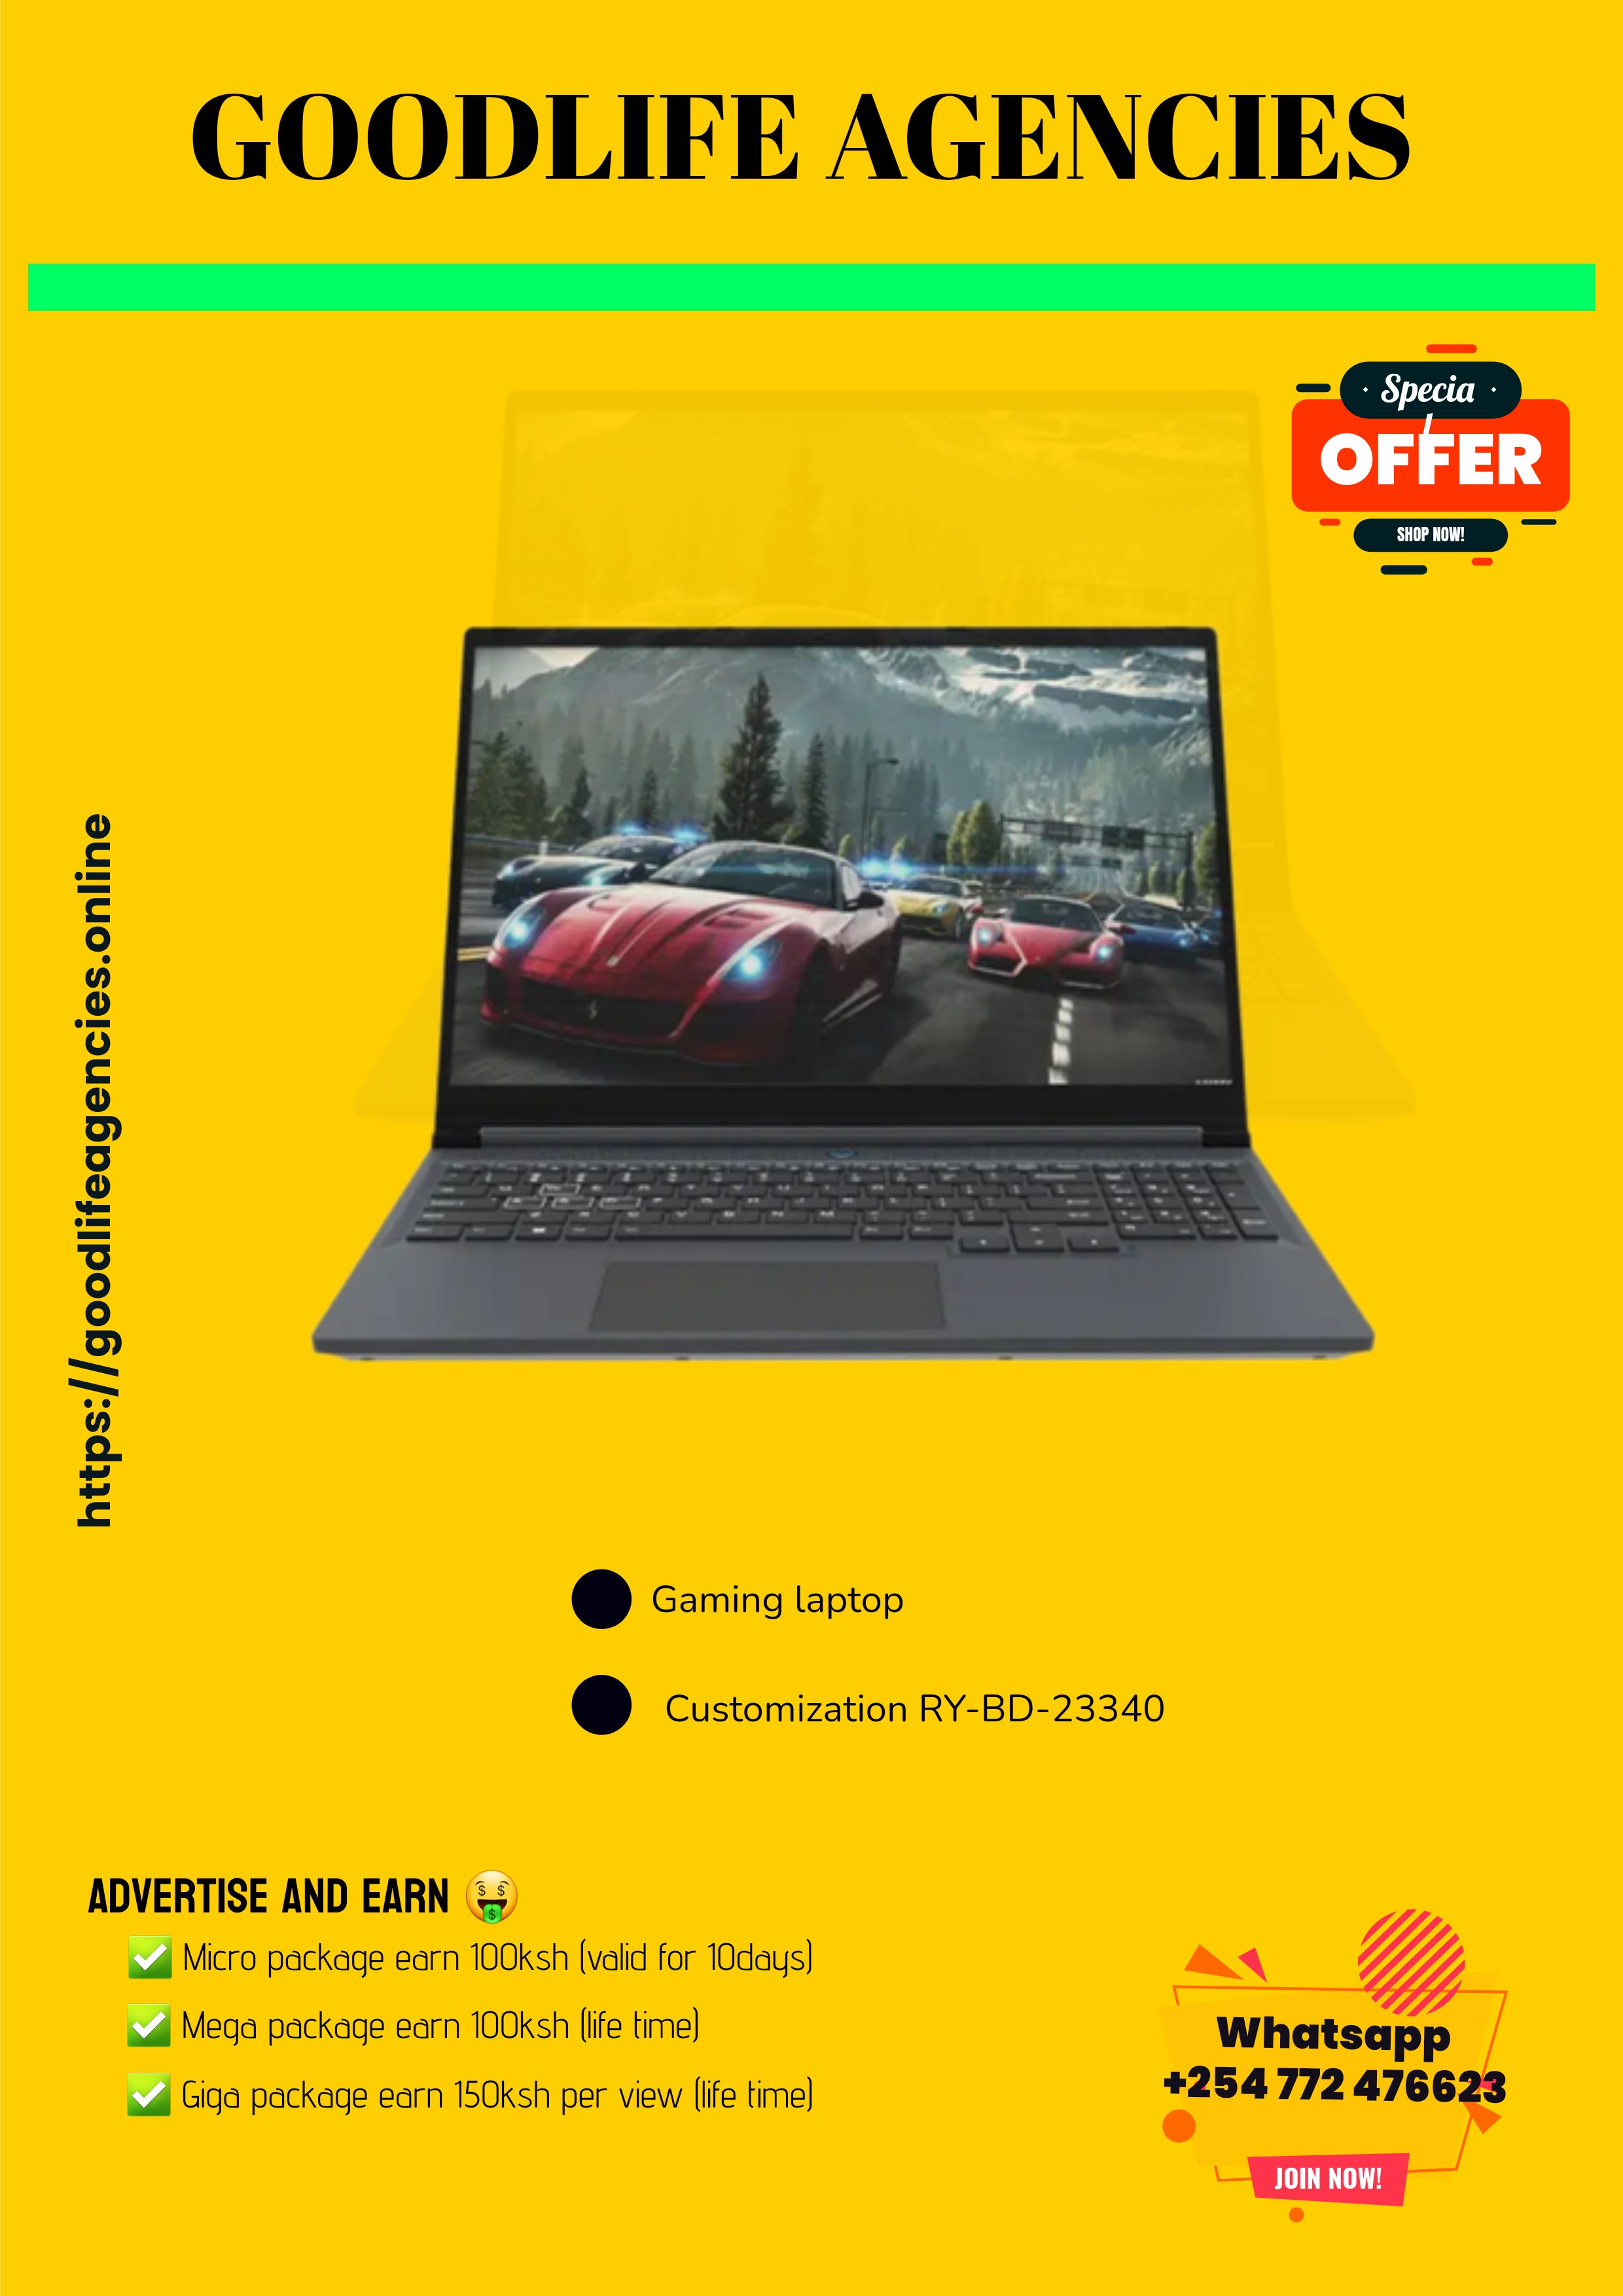 GOODLIFE AGENCIES
Special
OFFER
SHOP NOW!
https://goodlifeagencies.online
Gaming laptop
Customization RY-BD-23340
ADVERTISE AND EARN 🤑
✅ Micro package earn 100ksh (valid for 10days)
✅ Mega package earn 100ksh (life time)
✅ Giga package earn 150ksh per view (life time)
Whatsapp
+254 772 476623
JOIN NOW!